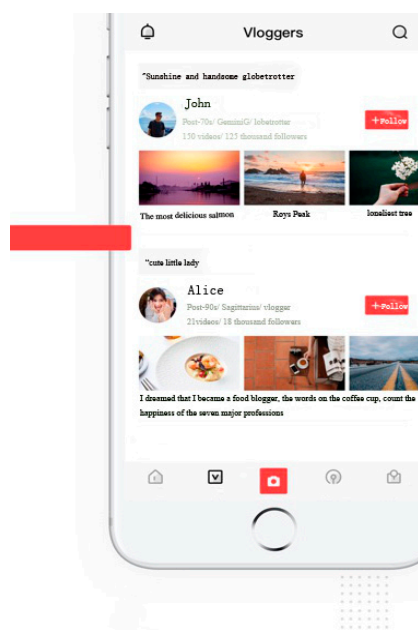 Vloggers
"Sunshine and handsome globetrotter
John
Post-70s/ GeminiG/ lobetrotter
150 videos/ 125 thousand followers
+Follow
The most delicious salmon
Roys Peak
loneliest tree
"cute little lady
Alice
Post-90s/ Sagittarius/ vlogger
21videos/ 18 thousand followers
+Follow
I dreamed that I became a food blogger, the words on the coffee cup, count the
happiness of the seven major professions